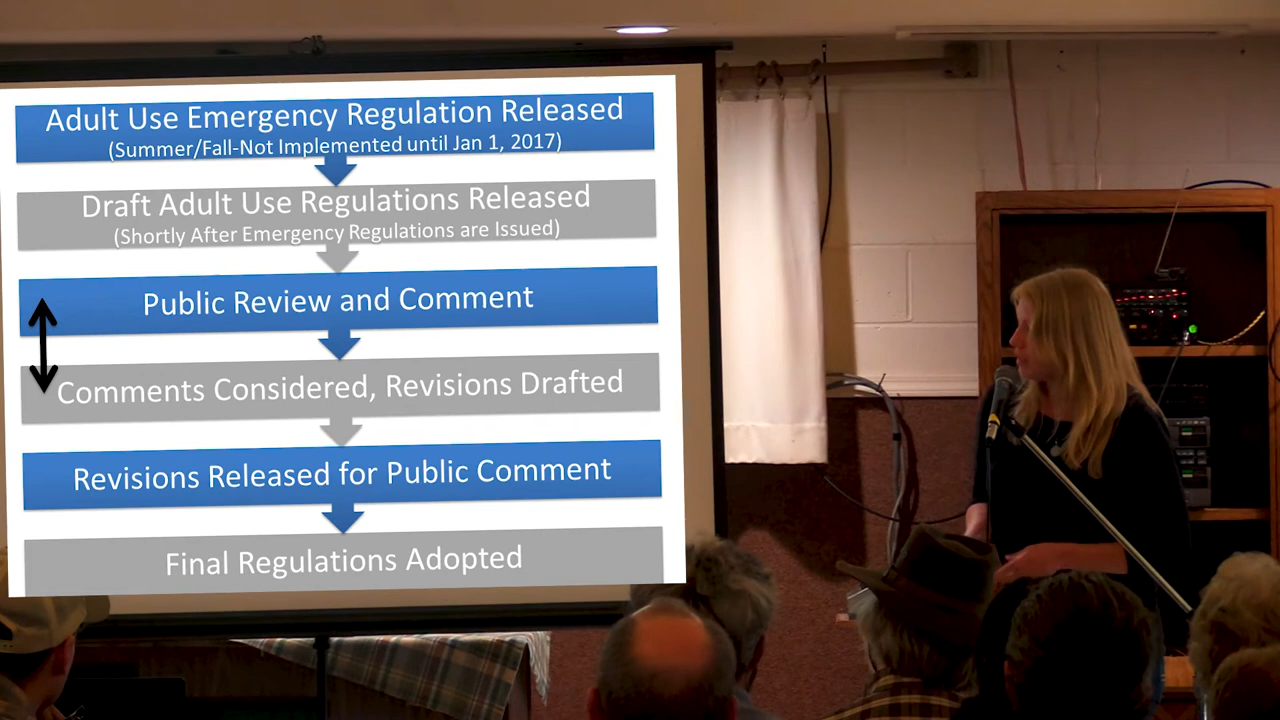 Adult Use Emergency Regulation Released
(Summer/Fall-Not Implemented until Jan 1, 2017)
Draft Adult Use Regulations Released
(Shortly After Emergency Regulations are Issued)
Public Review and Comment
Comments Considered, Revisions Drafted
Revisions Released for Public Comment
Final Regulations Adopted